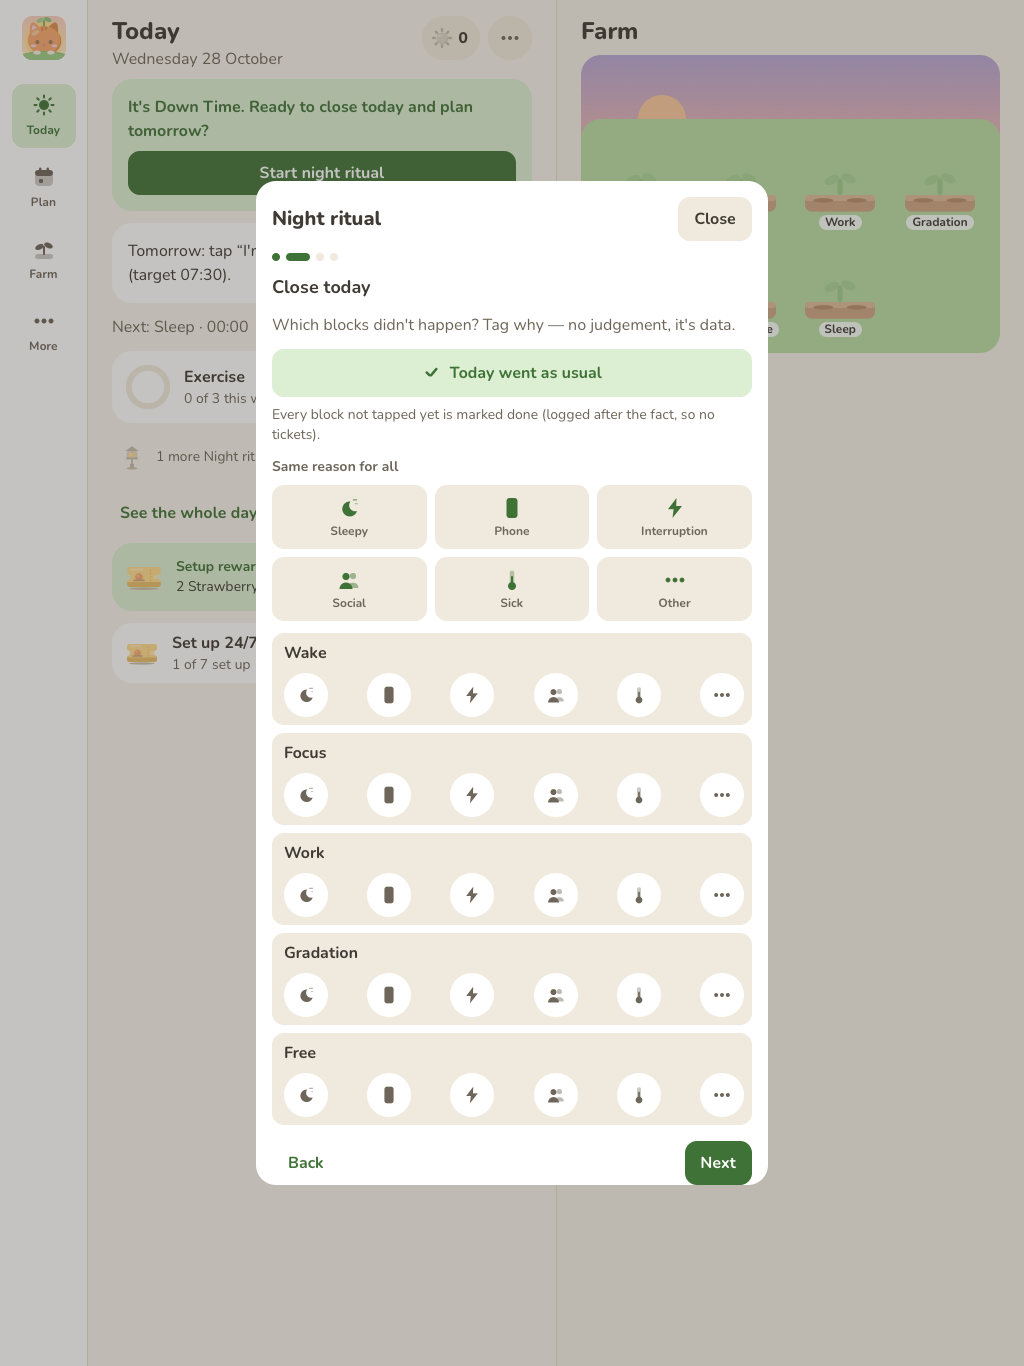 Today
Plan
Farm
More
Today
Wednesday 28 October
0
It's Down Time. Ready to close today and plan
tomorrow?
Start night ritual
Tomorrow: tap “I'm
(target 07:30).
Next: Sleep · 00:00
Exercise
0 of 3 this
1 more Night
See the whole day
Setup
2 Strawberry
Set up 24/7
1 of 7 set up
Farm
Work
Gradation
Sleep
Night ritual
Close
Close today
Which blocks didn't happen? Tag why — no judgement, it's data.
Today went as usual
Every block not tapped yet is marked done (logged after the fact, so no
tickets).
Same reason for all
Sleepy
Phone
Interruption
Social
Sick
Other
Wake
Focus
Work
Gradation
Free
Back
Next